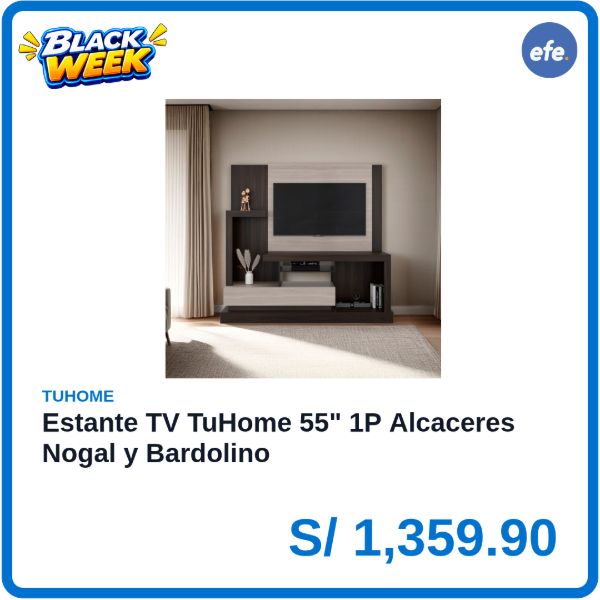 BLACK
WEEK
efe.
TUHOME
Estante TV TuHome 55" 1P Alcaceres
Nogal y Bardolino
S/ 1,359.90